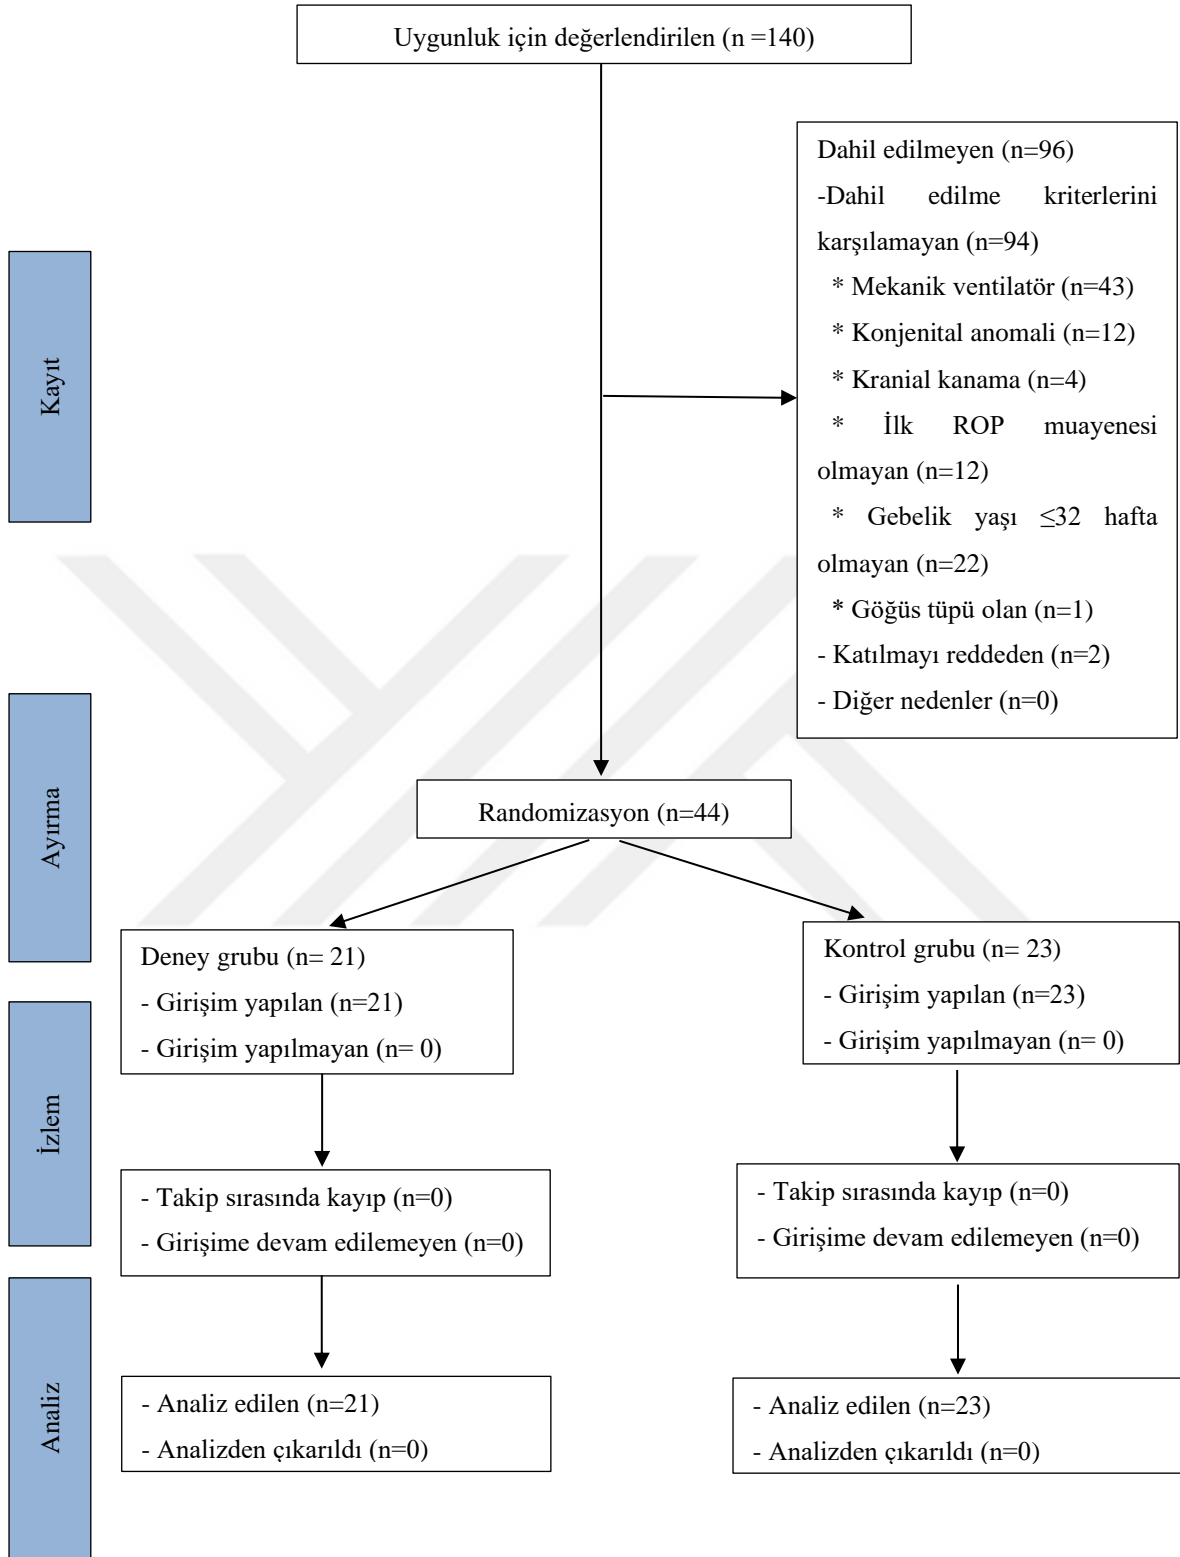 Uygunluk için değerlendirilen (n =140)
Dahil edilmeyen (n=96)
-Dahil edilme kriterlerini
karşılamayan (n=94)
* Mekanik ventilatör (n=43)
* Konjenital anomali (n=12)
* Kranial kanama (n=4)
* İlk ROP muayenesi
olmayan (n=12)
* Gebelik yaşı ≤32 hafta
olmayan (n=22)
* Göğüs tüpü olan (n=1)
- Katılmayı reddeden (n=2)
- Diğer nedenler (n=0)
Kayıt
Randomizasyon (n=44)
Ayırma
Deney grubu (n= 21)
- Girişim yapılan (n=21)
- Girişim yapılmayan (n= 0)
Kontrol grubu (n= 23)
- Girişim yapılan (n=23)
- Girişim yapılmayan (n= 0)
İzlem
- Takip sırasında kayıp (n=0)
- Girişime devam edilemeyen (n=0)
- Takip sırasında kayıp (n=0)
- Girişime devam edilemeyen (n=0)
Analiz
- Analiz edilen (n=21)
- Analizden çıkarıldı (n=0)
- Analiz edilen (n=23)
- Analizden çıkarıldı (n=0)